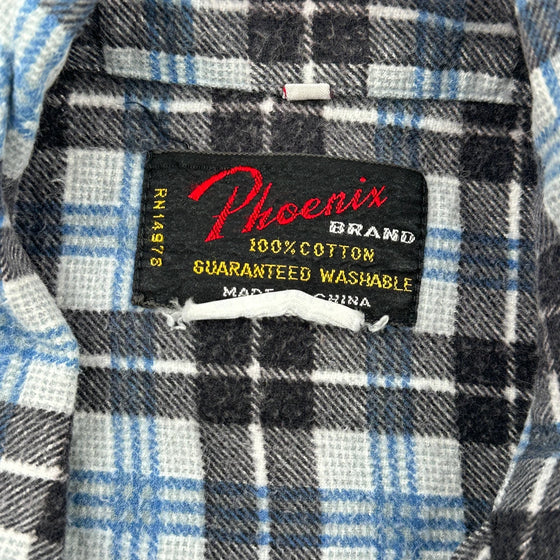 Phoenix
BRAND
100% COTTON
GUARANTEED WASHABLE
MADE CHINA
RN14978